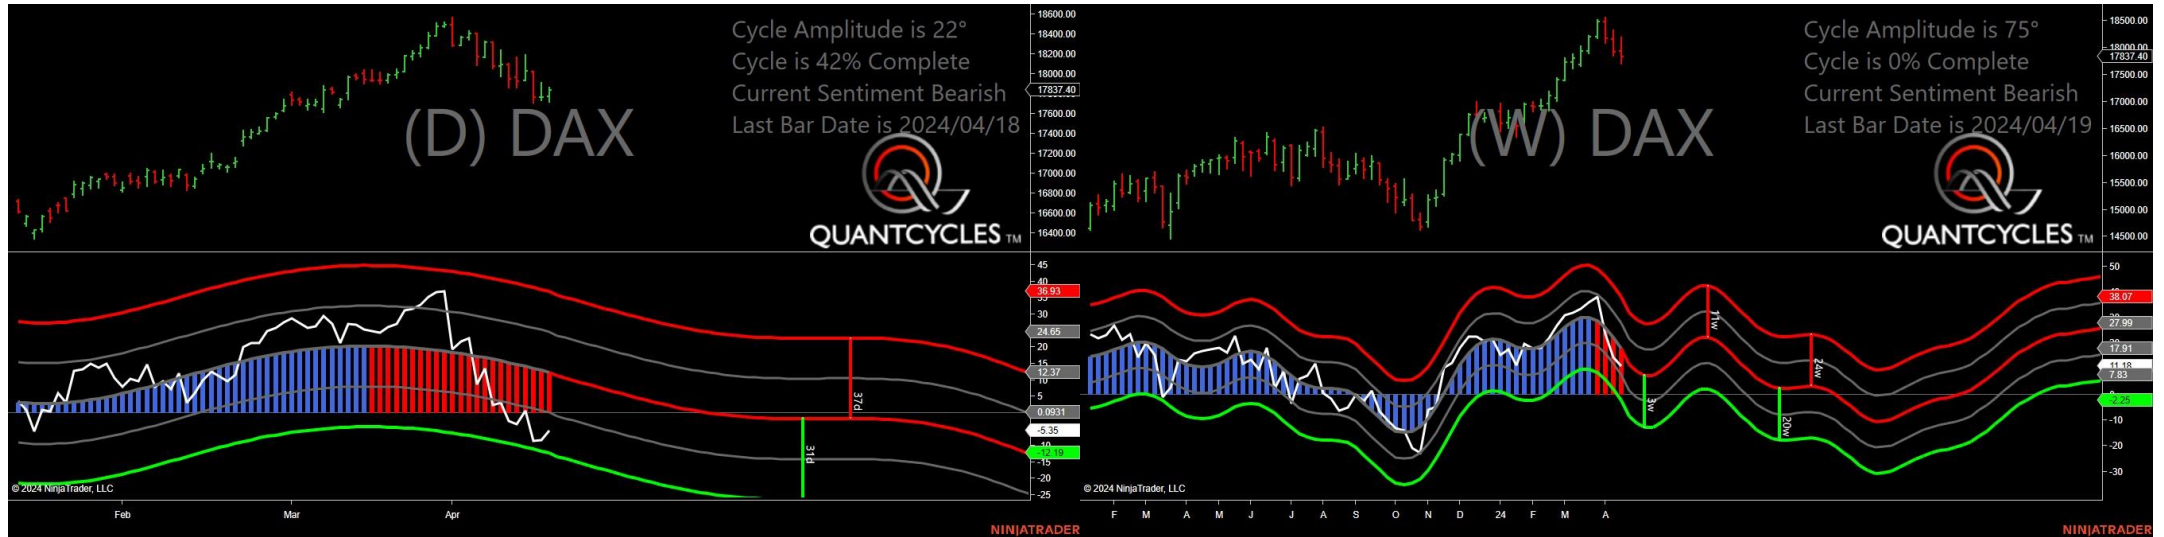 Cycle Amplitude is 22°
Cycle is 42% Complete
Current Sentiment Bearish
Last Bar Date is 2024/04/18
(D) DAX
QUANTCYCLES TM
18600.00
18400.00
18200.00
18000.00
17837.40
17600.00
17400.00
17200.00
17000.00
16800.00
16600.00
16400.00
45
40
36.93
30
24.65
20
15
12.37
10
5
0.0931
-5.35
-10
-12.19
-15
-20
-25
37d
31d
© 2024 NinjaTrader, LLC
Feb Mar Apr
NINJATRADER
Cycle Amplitude is 75°
Cycle is 0% Complete
Current Sentiment Bearish
Last Bar Date is 2024/04/19
(W) DAX
QUANTCYCLES TM
18500.00
18000.00
17837.40
17500.00
17000.00
16500.00
16000.00
15500.00
15000.00
14500.00
50
38.07
27.99
17.91
11.18
7.83
-2.25
-10
-20
-30
11w
24w
3w
20w
© 2024 NinjaTrader, LLC
F M A M J J A S O N D 24 F M A
NINJATRADER